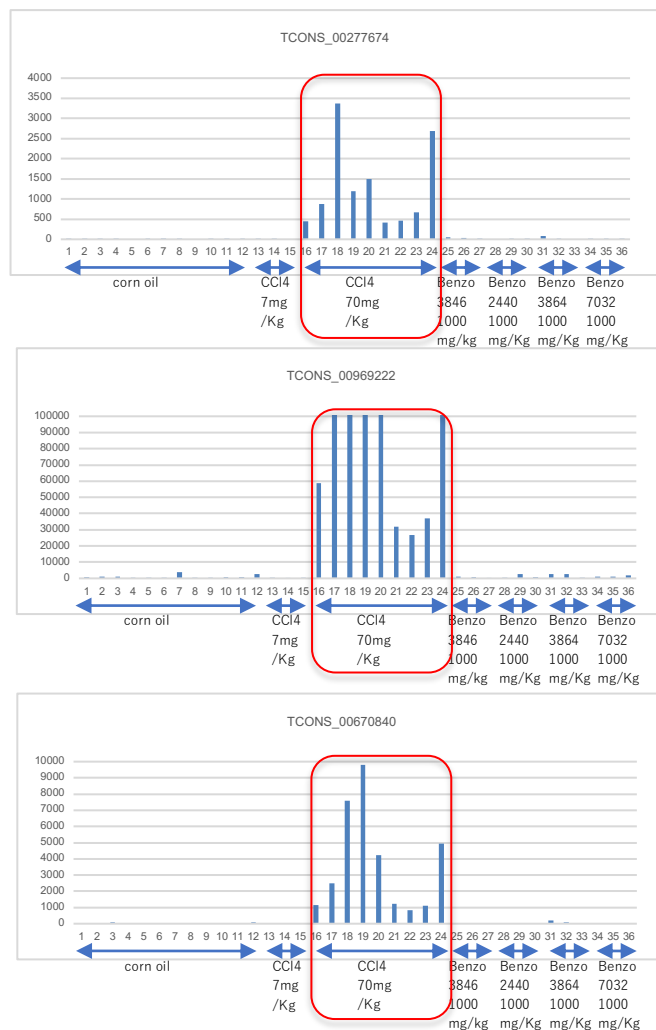 TCONS_00277674
4000
3500
3000
2500
2000
1500
1000
500
0
1 2 3 4 5 6 7 8 9 10 11 12 13 14 15 16 17 18 19 20 21 22 23 24 25 26 27 28 29 30 31 32 33 34 35 36
corn oil CCl4 CCl4 Benzo Benzo Benzo Benzo
7mg 70mg 3846 2440 3864 7032
/Kg /Kg 1000 1000 1000 1000
mg/kg mg/Kg mg/Kg mg/Kg
TCONS_00969222
100000
90000
80000
70000
60000
50000
40000
30000
20000
10000
0
1 2 3 4 5 6 7 8 9 10 11 12 13 14 15 16 17 18 19 20 21 22 23 24 25 26 27 28 29 30 31 32 33 34 35 36
corn oil CCl4 CCl4 Benzo Benzo Benzo Benzo
7mg 70mg 3846 2440 3864 7032
/Kg /Kg 1000 1000 1000 1000
mg/kg mg/Kg mg/Kg mg/Kg
TCONS_00670840
10000
9000
8000
7000
6000
5000
4000
3000
2000
1000
0
1 2 3 4 5 6 7 8 9 10 11 12 13 14 15 16 17 18 19 20 21 22 23 24 25 26 27 28 29 30 31 32 33 34 35 36
corn oil CCl4 CCl4 Benzo Benzo Benzo Benzo
7mg 70mg 3846 2440 3864 7032
/Kg /Kg 1000 1000 1000 1000
mg/kg mg/Kg mg/Kg mg/Kg